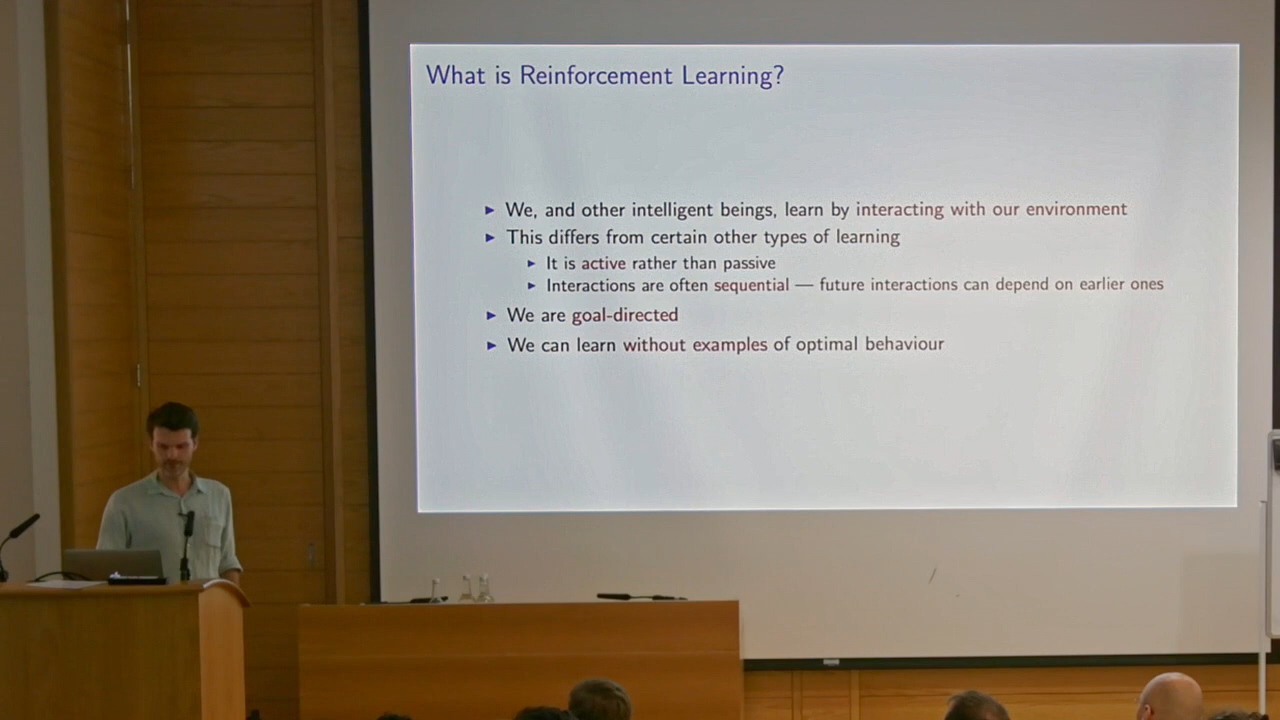 What is Reinforcement Learning?
► We, and other intelligent beings, learn by interacting with our environment
► This differs from certain other types of learning
► It is active rather than passive
► Interactions are often sequential — future interactions can depend on earlier ones
► We are goal-directed
► We can learn without examples of optimal behaviour